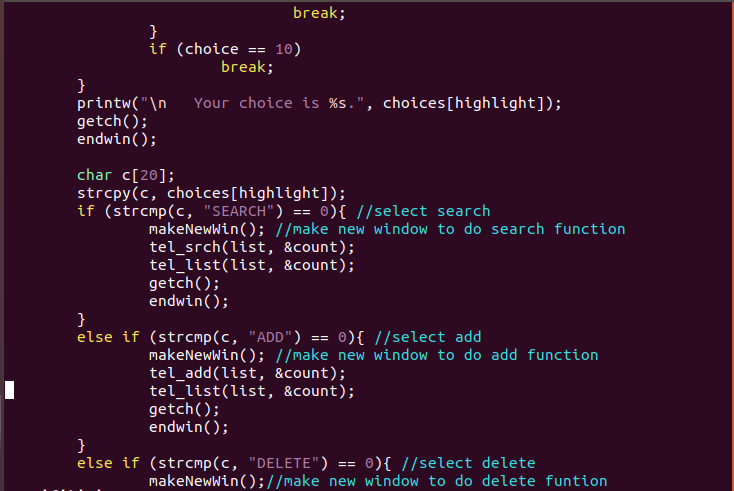 break;
}
if (choice == 10)
break;
}
printw("\n   Your choice is %s.", choices[highlight]);
getch();
endwin();
char c[20];
strcpy(c, choices[highlight]);
if (strcmp(c, "SEARCH") == 0){ //select search
makeNewWin(); //make new window to do search function
tel_srch(list, &count);
tel_list(list, &count);
getch();
endwin();
}
else if (strcmp(c, "ADD") == 0){ //select add
makeNewWin(); //make new window to do add function
tel_add(list, &count);
tel_list(list, &count);
getch();
endwin();
}
else if (strcmp(c, "DELETE") == 0){ //select delete
makeNewWin();//make new window to do delete funtion